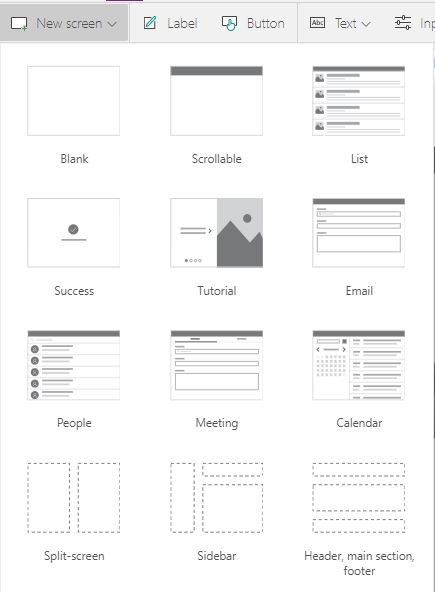 New screen Label Button Abc Text Inp
Blank Scrollable List
Success Tutorial Email
People Meeting Calendar
Split-screen Sidebar Header, main section,
footer